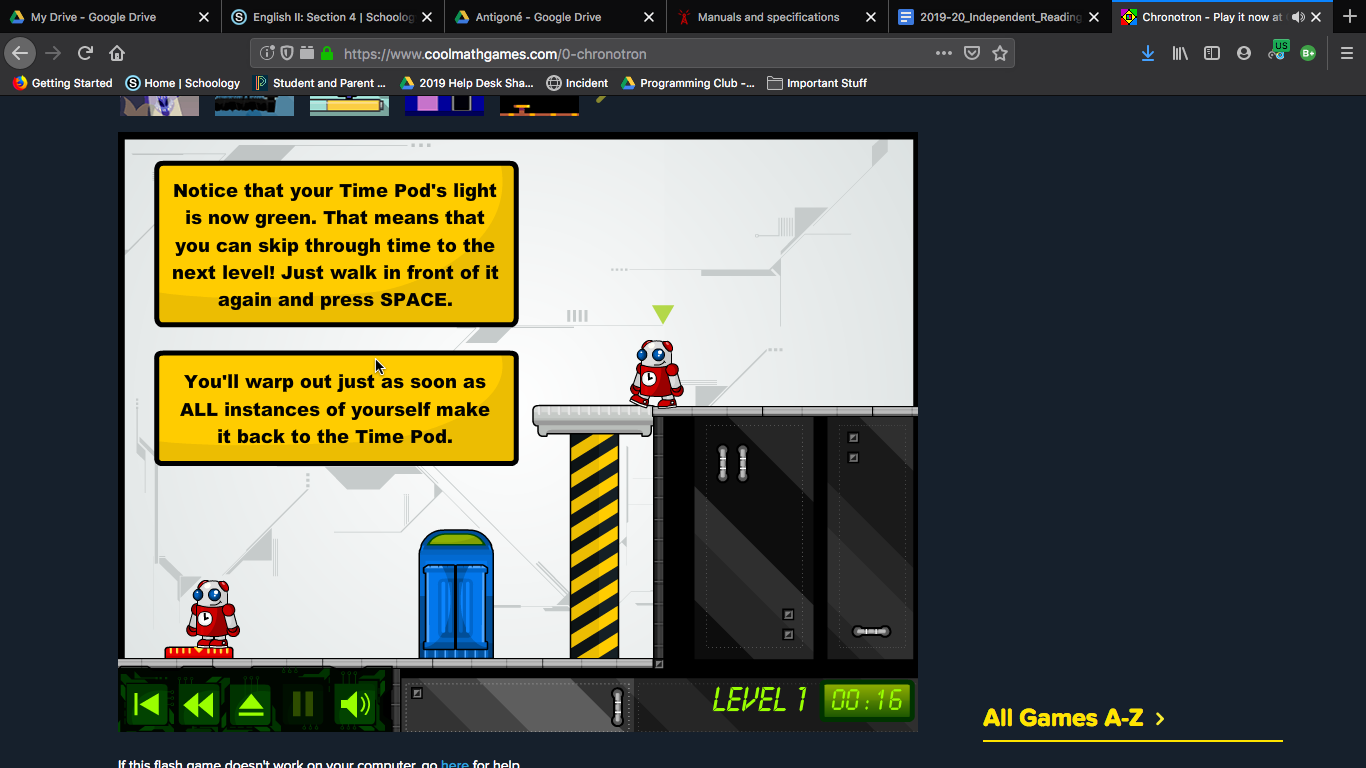 My Drive - Google Drive
English II: Section 4 | Schoolog
Antigoné - Google Drive
Manuals and specifications
2019-20_Independent_Reading
Chronotron - Play it now at
https://www.coolmathgames.com/0-chronotron
US
B+
Getting Started
Home | Schoology
Student and Parent ...
2019 Help Desk Sha...
Incident
Programming Club -...
Important Stuff
Notice that your Time Pod's light
is now green. That means that
you can skip through time to the
next level! Just walk in front of it
again and press SPACE.
You'll warp out just as soon as
ALL instances of yourself make
it back to the Time Pod.
LEVEL 1
00:16
All Games A-Z
If this flash game doesn't work on your computer, go here for help.